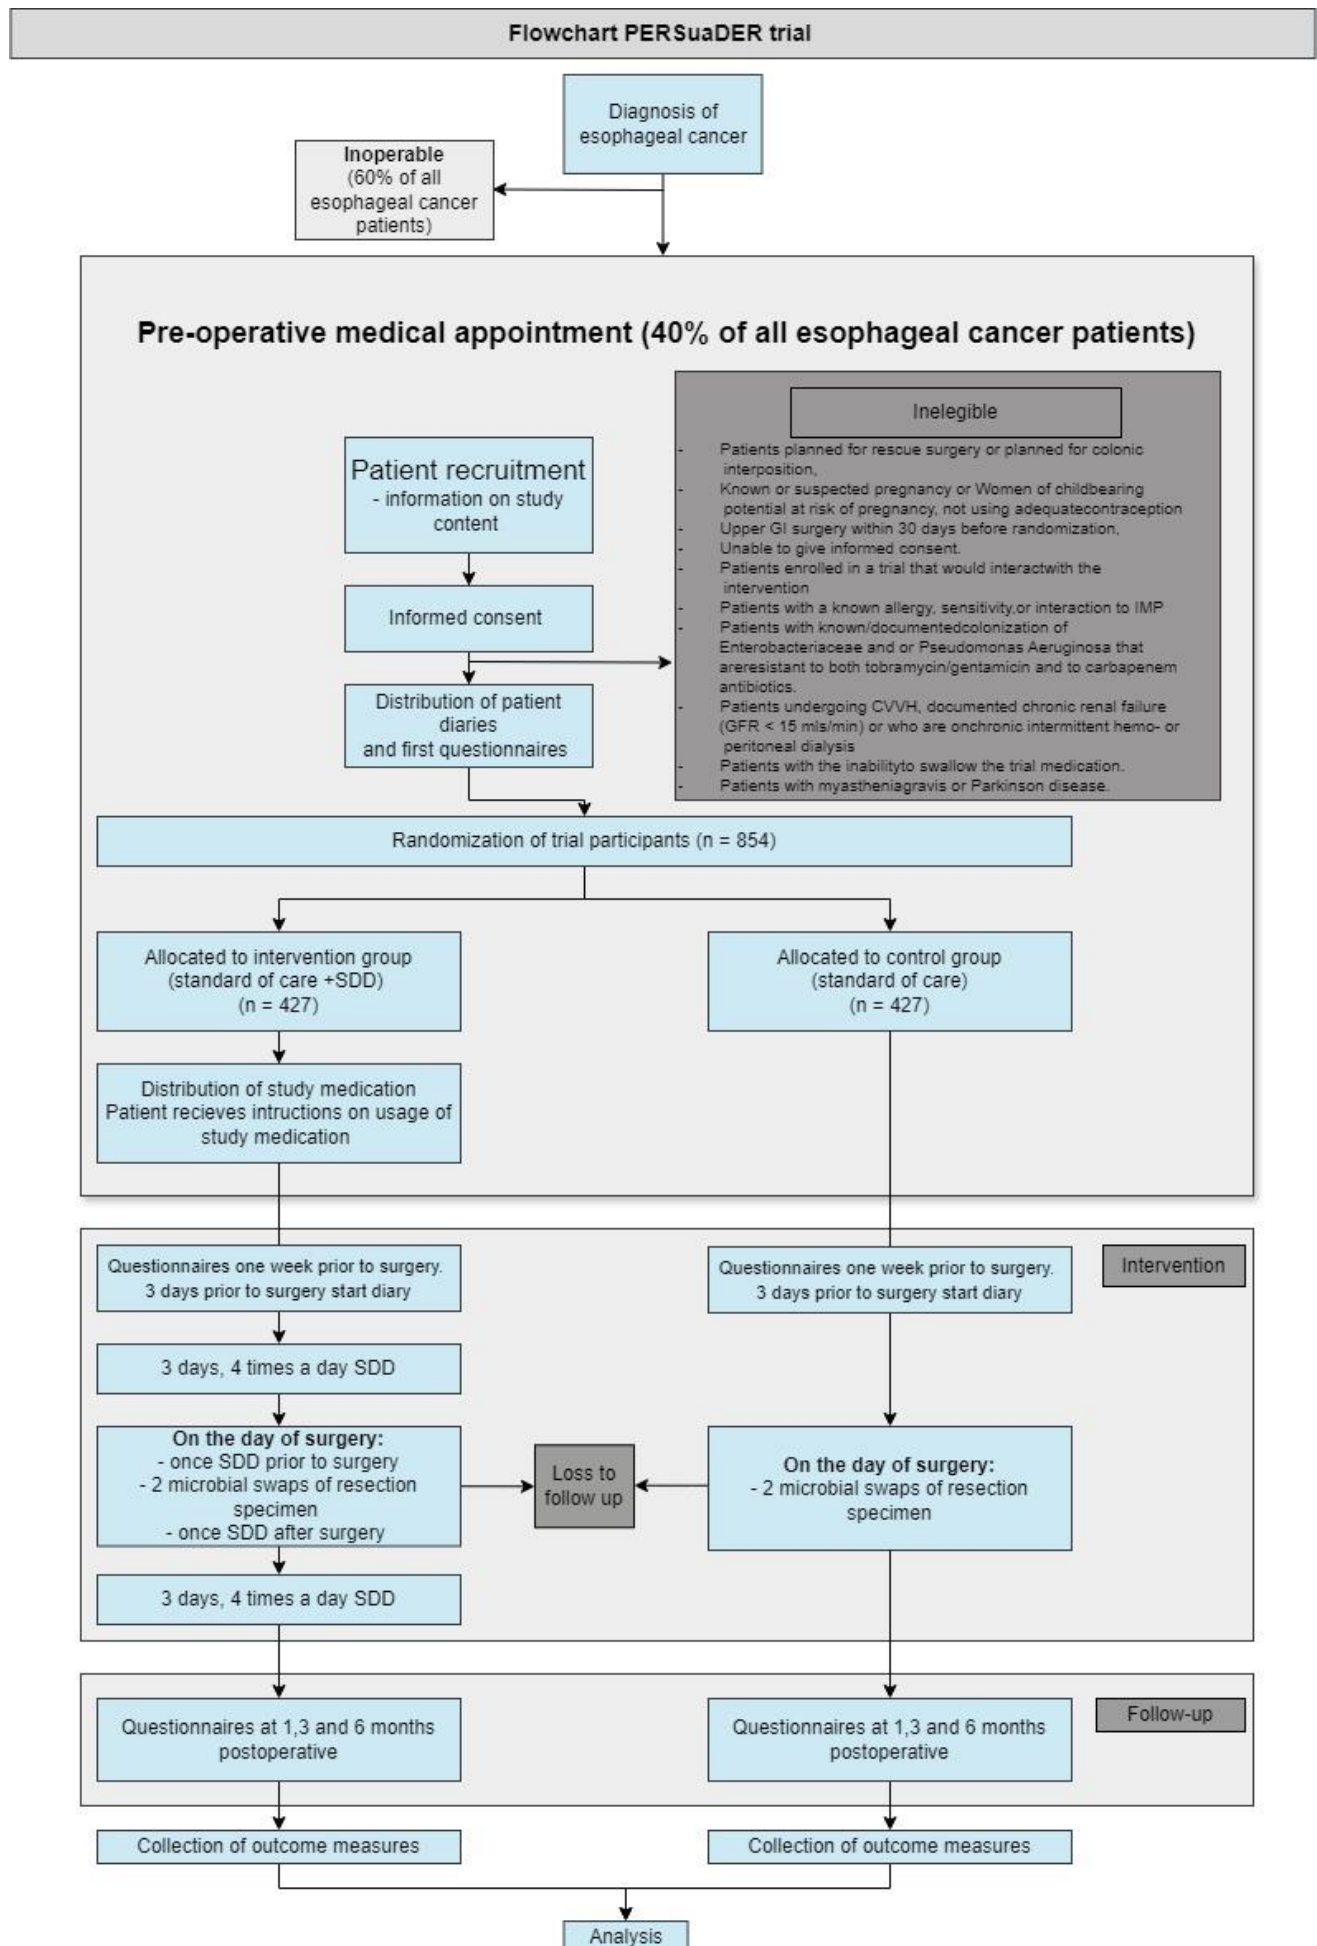 Flowchart PERSuaDER trial
Diagnosis of
esophageal cancer
Inoperable
(60% of all
esophageal cancer
patients)
Pre-operative medical appointment (40% of all esophageal cancer patients)
Patient recruitment
- information on study
content
Informed consent
Distribution of patient
diaries
and first questionnaires
Inelegible
- Patients planned for rescue surgery or planned for colonic
interposition,
- Known or suspected pregnancy or Women of childbearing
potential at risk of pregnancy, not using adequatecontraception
- Upper GI surgery within 30 days before randomization,
- Unable to give informed consent.
- Patients enrolled in a trial that would interactwith the
intervention
- Patients with a known allergy, sensitivity,or interaction to IMP
- Patients with known/documentedcolonization of
Enterobacteriaceae and or Pseudomonas Aeruginosa that
areresistant to both tobramycin/gentamicin and to carbapenem
antibiotics.
- Patients undergoing CVVH, documented chronic renal failure
(GFR < 15 mls/min) or who are onchronic intermittent hemo- or
peritoneal dialysis
- Patients with the inabilityto swallow the trial medication.
- Patients with myastheniagravis or Parkinson disease.
Randomization of trial participants (n = 854)
Allocated to intervention group
(standard of care +SDD)
(n = 427)
Allocated to control group
(standard of care)
(n = 427)
Distribution of study medication
Patient recieves intructions on usage of
study medication
Intervention
Questionnaires one week prior to surgery.
3 days prior to surgery start diary
Questionnaires one week prior to surgery.
3 days prior to surgery start diary
3 days, 4 times a day SDD
On the day of surgery:
- once SDD prior to surgery
- 2 microbial swaps of resection
specimen
- once SDD after surgery
Loss to
follow up
On the day of surgery:
- 2 microbial swaps of resection
specimen
3 days, 4 times a day SDD
Follow-up
Questionnaires at 1,3 and 6 months
postoperative
Questionnaires at 1,3 and 6 months
postoperative
Collection of outcome measures
Collection of outcome measures
Analysis